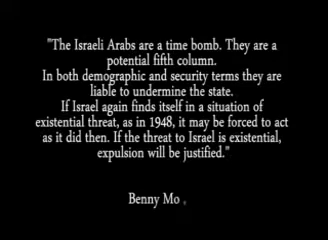 "The Israeli Arabs are a time bomb. They are a
potential fifth column.
In both demographic and security terms they are
liable to undermine the state.
If Israel again finds itself in a situation of
existential threat, as in 1948, it may be forced to act
as it did then. If the threat to Israel is existential,
expulsion will be justified."
Benny Mo